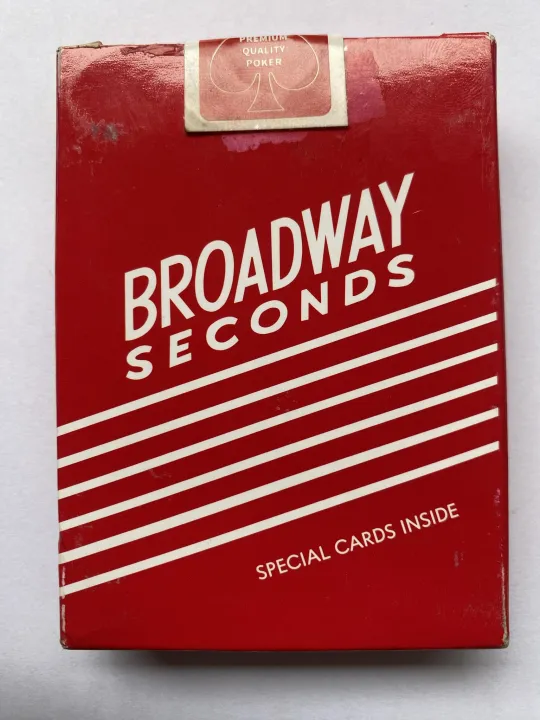 PREMIUM
QUALITY
POKER
BROADWAY
SECONDS
SPECIAL CARDS INSIDE